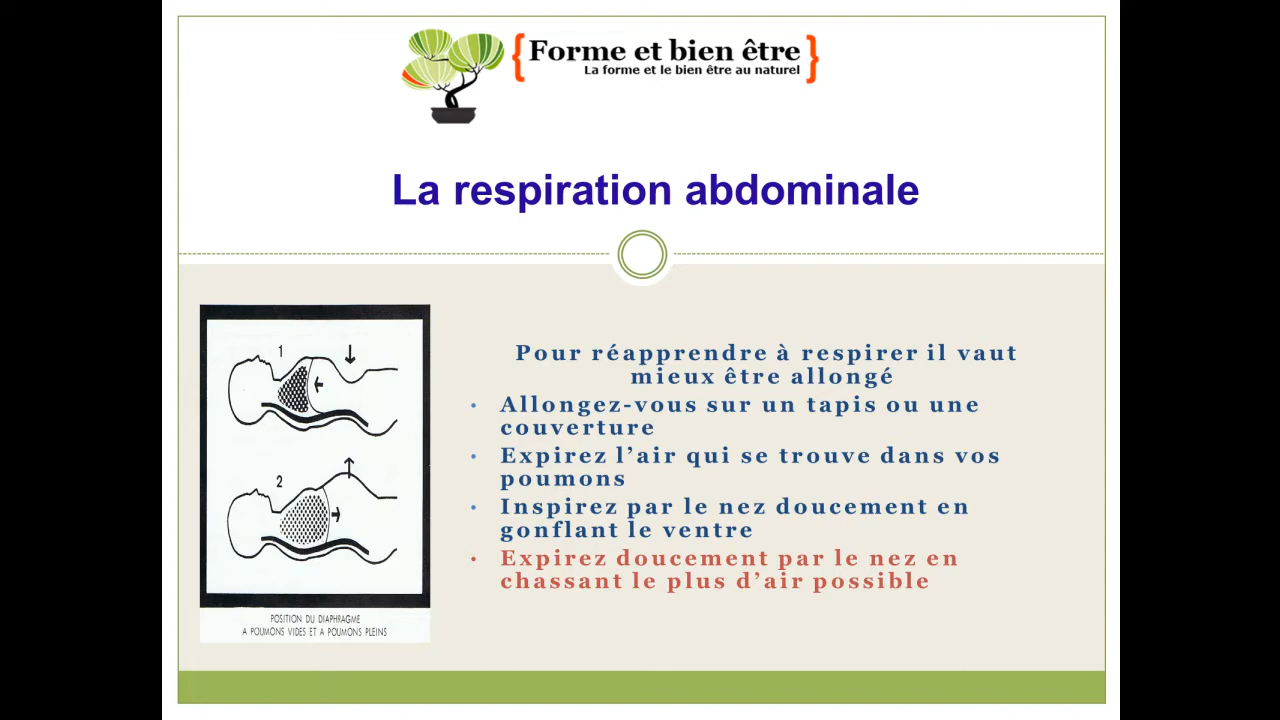 {Forme et bien être}
La forme et le bien être au naturel
La respiration abdominale
1
2
POSITION DU DIAPHRAGME
A POUMONS VIDES ET A POUMONS PLEINS
Pour réapprendre à respirer il vaut
mieux être allongé
• Allongez-vous sur un tapis ou une
couverture
• Expirez l’air qui se trouve dans vos
poumons
• Inspirez par le nez doucement en
gonflant le ventre
• Expirez doucement par le nez en
chassant le plus d’air possible